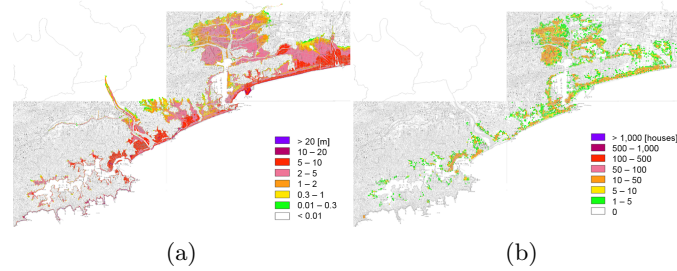 > 20 [m]
10 – 20
5 – 10
2 – 5
1 – 2
0.3 – 1
0.01 – 0.3
< 0.01
> 1,000 [houses]
500 – 1,000
100 – 500
50 – 100
10 – 50
5 – 10
1 – 5
0
(a)
(b)